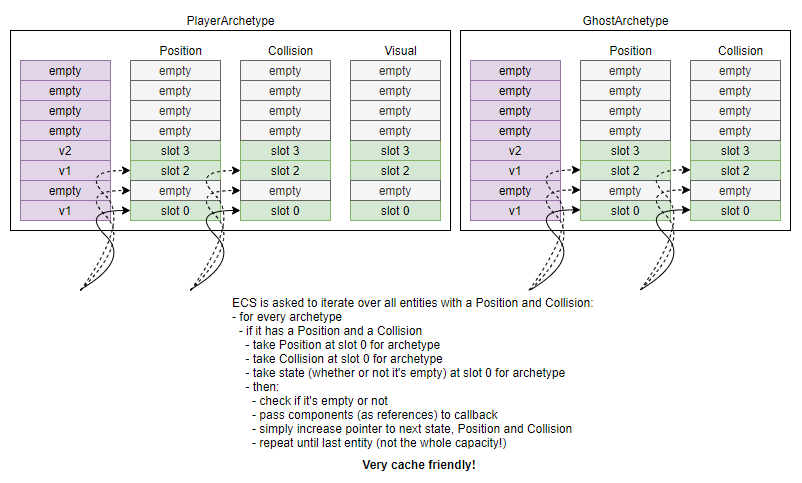 PlayerArchetype GhostArchetype
Position Collision Visual Position Collision
empty empty empty empty empty empty empty
empty empty empty empty empty empty empty
empty empty empty empty empty empty empty
empty empty empty empty empty empty empty
v2 slot 3 slot 3 slot 3 v2 slot 3 slot 3
v1 slot 2 slot 2 slot 2 v1 slot 2 slot 2
empty empty empty empty empty empty empty
v1 slot 0 slot 0 slot 0 v1 slot 0 slot 0
ECS is asked to iterate over all entities with a Position and Collision:
- for every archetype
- if it has a Position and a Collision
- take Position at slot 0 for archetype
- take Collision at slot 0 for archetype
- take state (whether or not it's empty) at slot 0 for archetype
- then:
- check if it's empty or not
- pass components (as references) to callback
- simply increase pointer to next state, Position and Collision
- repeat until last entity (not the whole capacity!)
Very cache friendly!